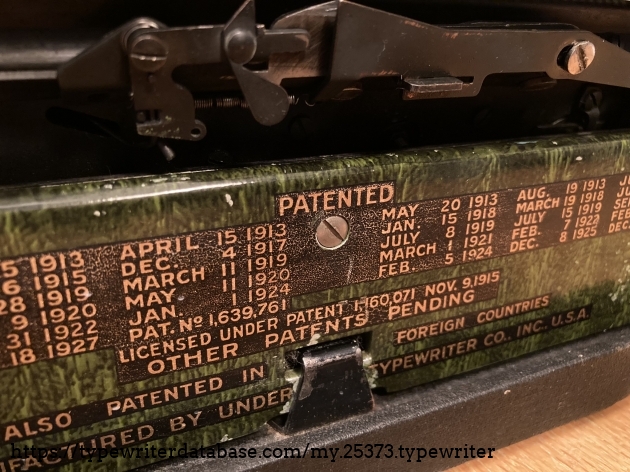 PATENTED
5 1913 APRIL 15 1913 MAY 20 1913 AUG. 19 1913
6 1915 DEC. 4 1917 JAN. 15 1918 MARCH 19 1918
28 1919 MARCH 11 1919 JULY 8 1919 JULY 15 1919
9 1920 MAY 11 1920 MARCH 1 1921 FEB. 7 1922
31 1922 JAN. 1 1924 FEB. 5 1924 DEC. 8 1925
18 1927 PAT. No 1,639,761
LICENSED UNDER PATENT 1,160,071 NOV. 9, 1915
OTHER PATENTS PENDING
ALSO PATENTED IN FOREIGN COUNTRIES
UFACTURED BY UNDER TYPEWRITER CO., INC. U.S.A.
https://typewriterdatabase.com/my.25373.typewriter